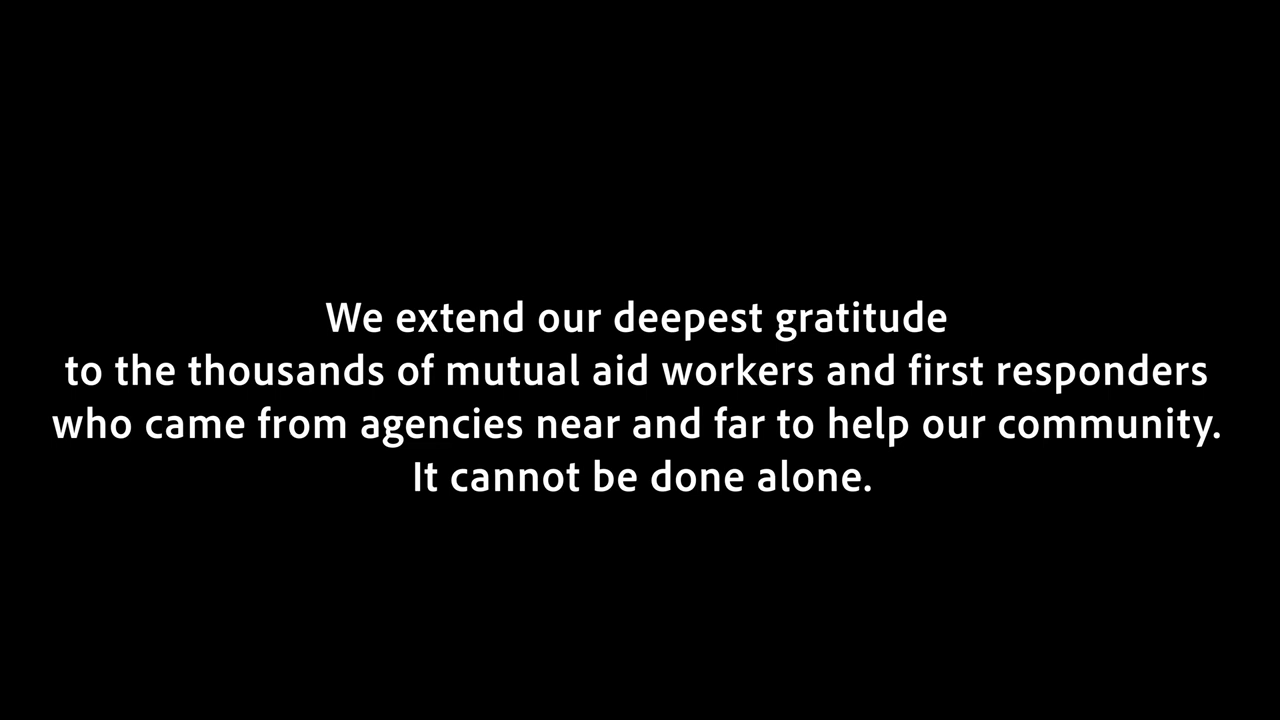 We extend our deepest gratitude
to the thousands of mutual aid workers and first responders
who came from agencies near and far to help our community.
It cannot be done alone.